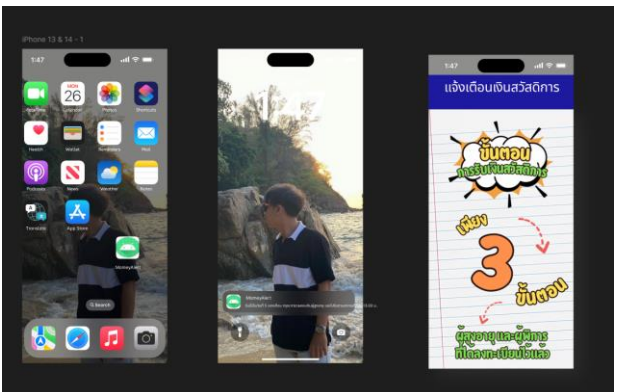 iPhone 13 & 14 - 1
1:47
MON
26
FaceTime
Calendar
Photos
Shortcuts
Health
Wallet
Reminders
Mail
Podcasts
News
Weather
Notes
Translate
App Store
MoneyAlert
Search
MoneyAlert
1:47
แจ้งเตือนเงินสวัสดิการ
ขั้นตอน
การรับเงินสวัสดิการ
เพียง
3
ขั้นตอน
ผู้สูงอายุ และผู้พิการ
ที่ได้ลงทะเบียนไว้แล้ว